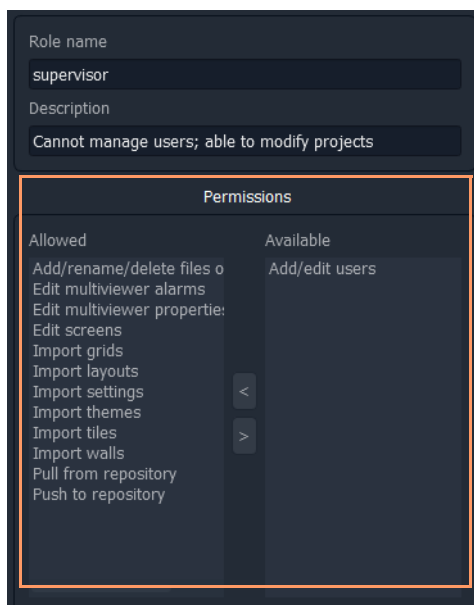 Role name
supervisor
Description
Cannot manage users; able to modify projects
Permissions
Allowed
Available
Add/rename/delete files o
Edit multiviewer alarms
Edit multiviewer properties
Edit screens
Import grids
Import layouts
Import settings
Import themes
Import tiles
Import walls
Pull from repository
Push to repository
<
>
Add/edit users